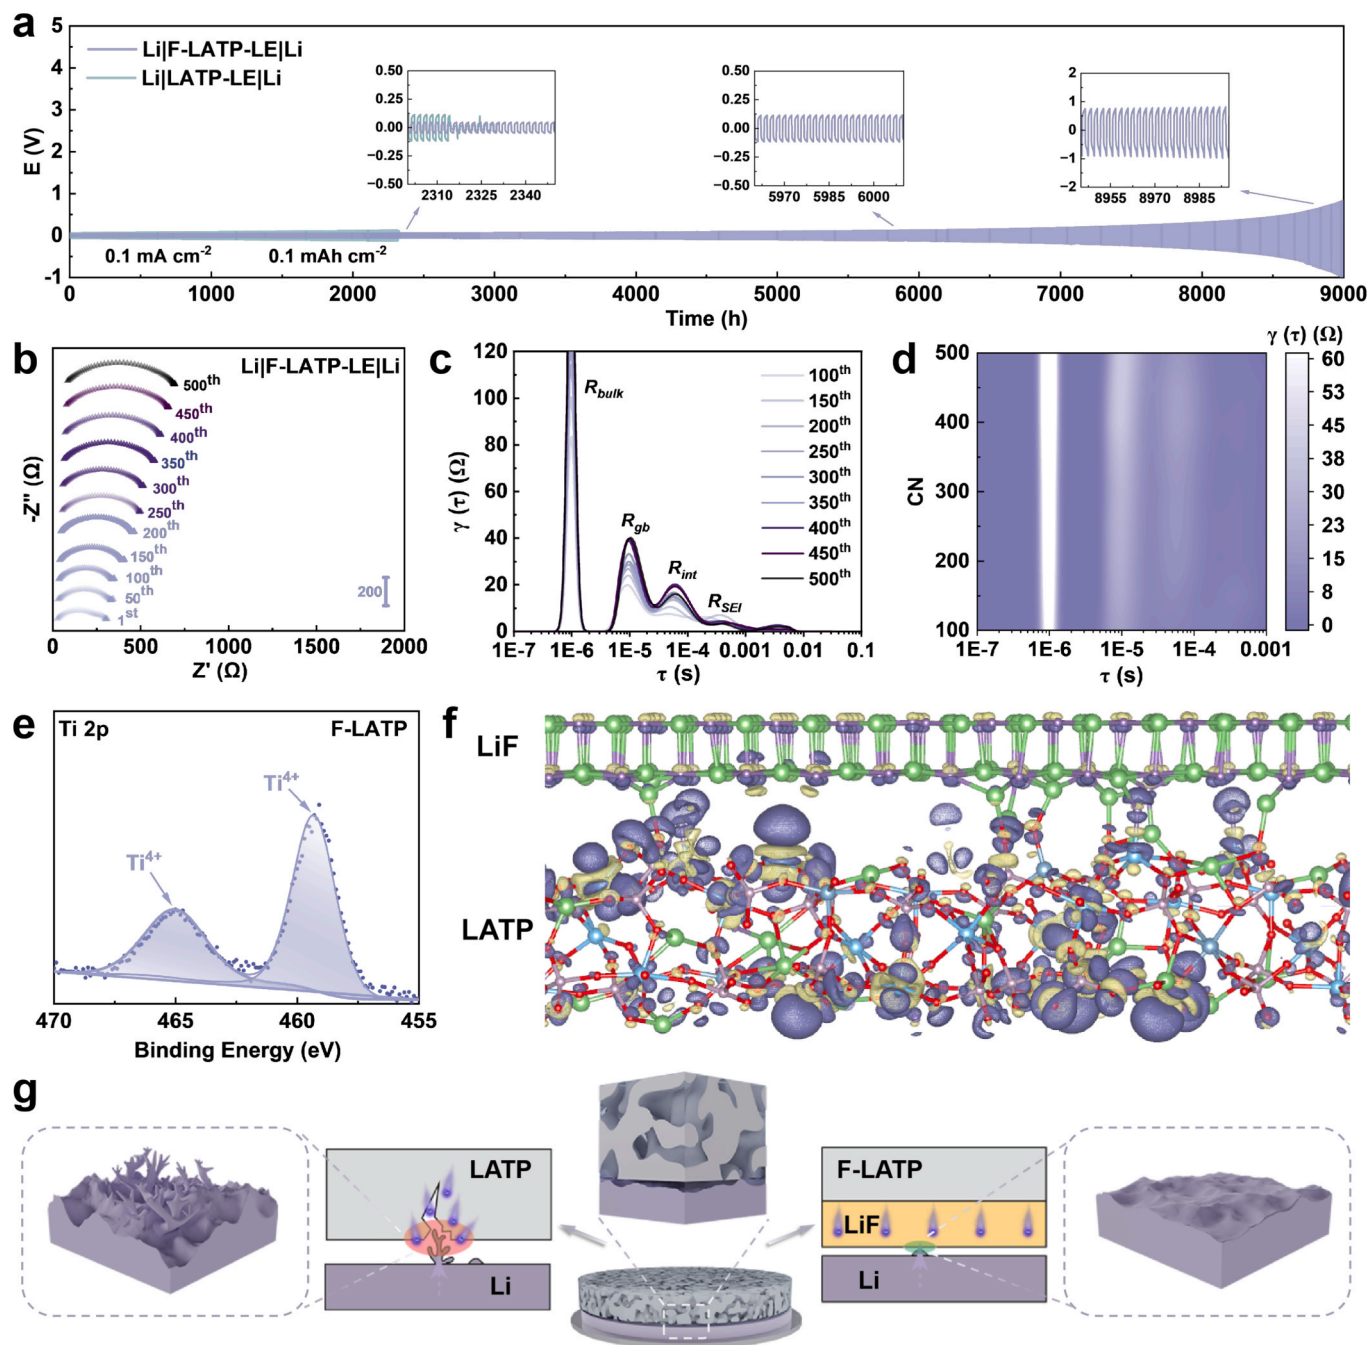 a
Li|F-LATP-LE|Li
Li|LATP-LE|Li
E (V)
5
4
3
2
1
0
-1
0.50
0.25
0.00
−0.25
−0.50
2310 2325 2340
0.50
0.25
0.00
−0.25
−0.50
5970 5985 6000
2
1
0
−1
−2
8955 8970 8985
0.1 mA cm⁻² 0.1 mAh cm⁻²
0 1000 2000 3000 4000 5000 6000 7000 8000 9000
Time (h)
b
Li|F-LATP-LE|Li
-Z'' (Ω)
500th
450th
400th
350th
300th
250th
200th
150th
100th
50th
1st
200
0 500 1000 1500 2000
Z' (Ω)
c
γ (τ) (Ω)
120
100
80
60
40
20
0
R_bulk
R_gb
R_int
R_SEI
100th
150th
200th
250th
300th
350th
400th
450th
500th
1E-7 1E-6 1E-5 1E-4 0.001 0.01 0.1
τ (s)
d
CN
500
400
300
200
100
1E-7 1E-6 1E-5 1E-4 0.001
τ (s)
γ (τ) (Ω)
60
53
45
38
30
23
15
8
0
e
Ti 2p F-LATP
Ti⁴⁺
Ti⁴⁺
470 465 460 455
Binding Energy (eV)
f
LiF
LATP
g
LATP
Li
F-LATP
LiF
Li